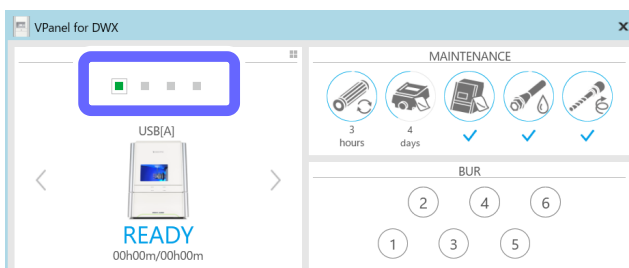 VPanel for DWX
MAINTENANCE
3
hours
4
days
USB[A]
READY
00h00m/00h00m
BUR
2 4 6
1 3 5